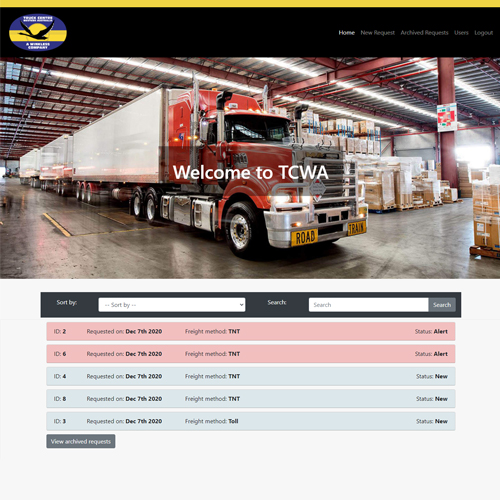 TRUCK CENTRE
WESTERN AUSTRALIA
A WINKLESS
COMPANY
Home New Request Archived Requests Users Logout
Welcome to TCWA
ROAD TRAIN
Sort by: -- Sort by -- Search: Search Search
ID: 2 Requested on: Dec 7th 2020 Freight method: TNT Status: Alert
ID: 6 Requested on: Dec 7th 2020 Freight method: TNT Status: Alert
ID: 4 Requested on: Dec 7th 2020 Freight method: TNT Status: New
ID: 8 Requested on: Dec 7th 2020 Freight method: TNT Status: New
ID: 3 Requested on: Dec 7th 2020 Freight method: Toll Status: New
View archived requests